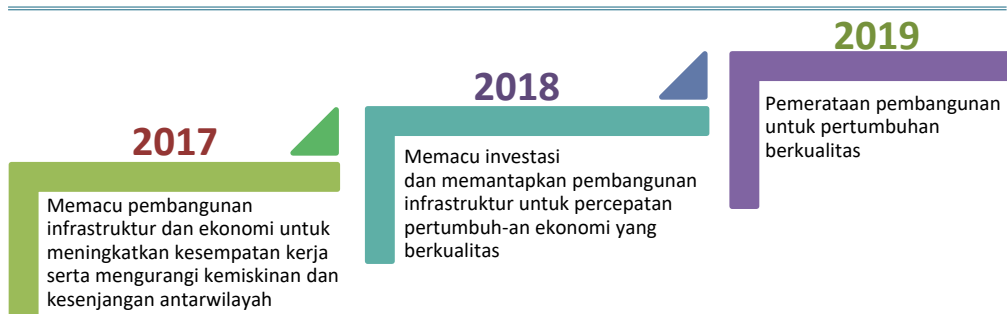 2017
Memacu pembangunan
infrastruktur dan ekonomi untuk
meningkatkan kesempatan kerja
serta mengurangi kemiskinan dan
kesenjangan antarwilayah
2018
Memacu investasi
dan memantapkan pembangunan
infrastruktur untuk percepatan
pertumbuh-an ekonomi yang
berkualitas
2019
Pemerataan pembangunan
untuk pertumbuhan
berkualitas